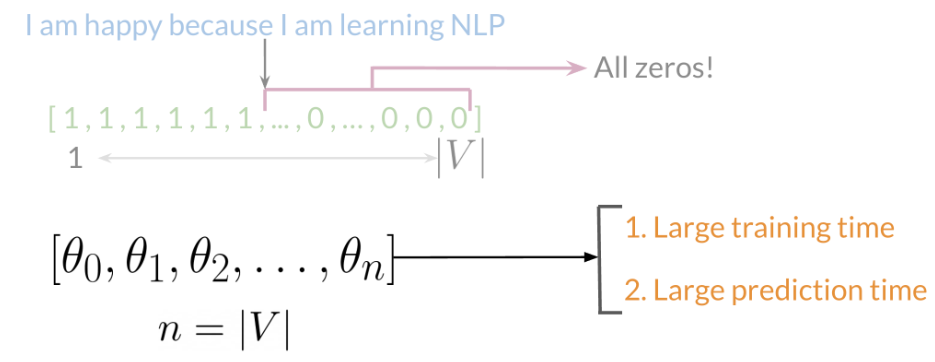 I am happy because I am learning NLP
All zeros!
[ 1 , 1 , 1 , 1 , 1 , 1 , ... , 0 , ... , 0 , 0 , 0 ]
1 |V|
[θ₀, θ₁, θ₂, . . . , θₙ]
n = |V|
1. Large training time
2. Large prediction time